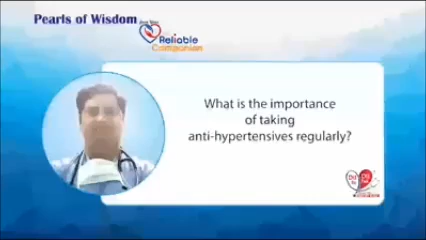 Pearls of Wisdom
Reliable
Companion
What is the importance
of taking
anti-hypertensives regularly?